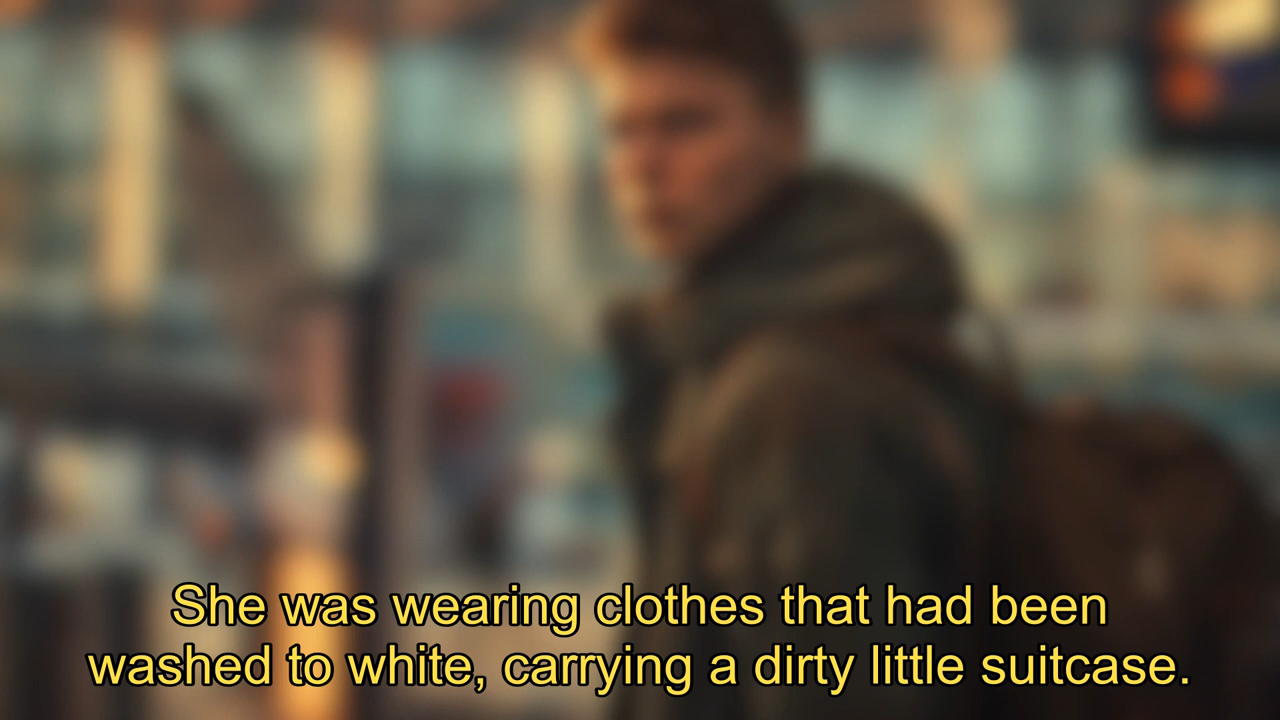 She was wearing clothes that had been
washed to white, carrying a dirty little suitcase.